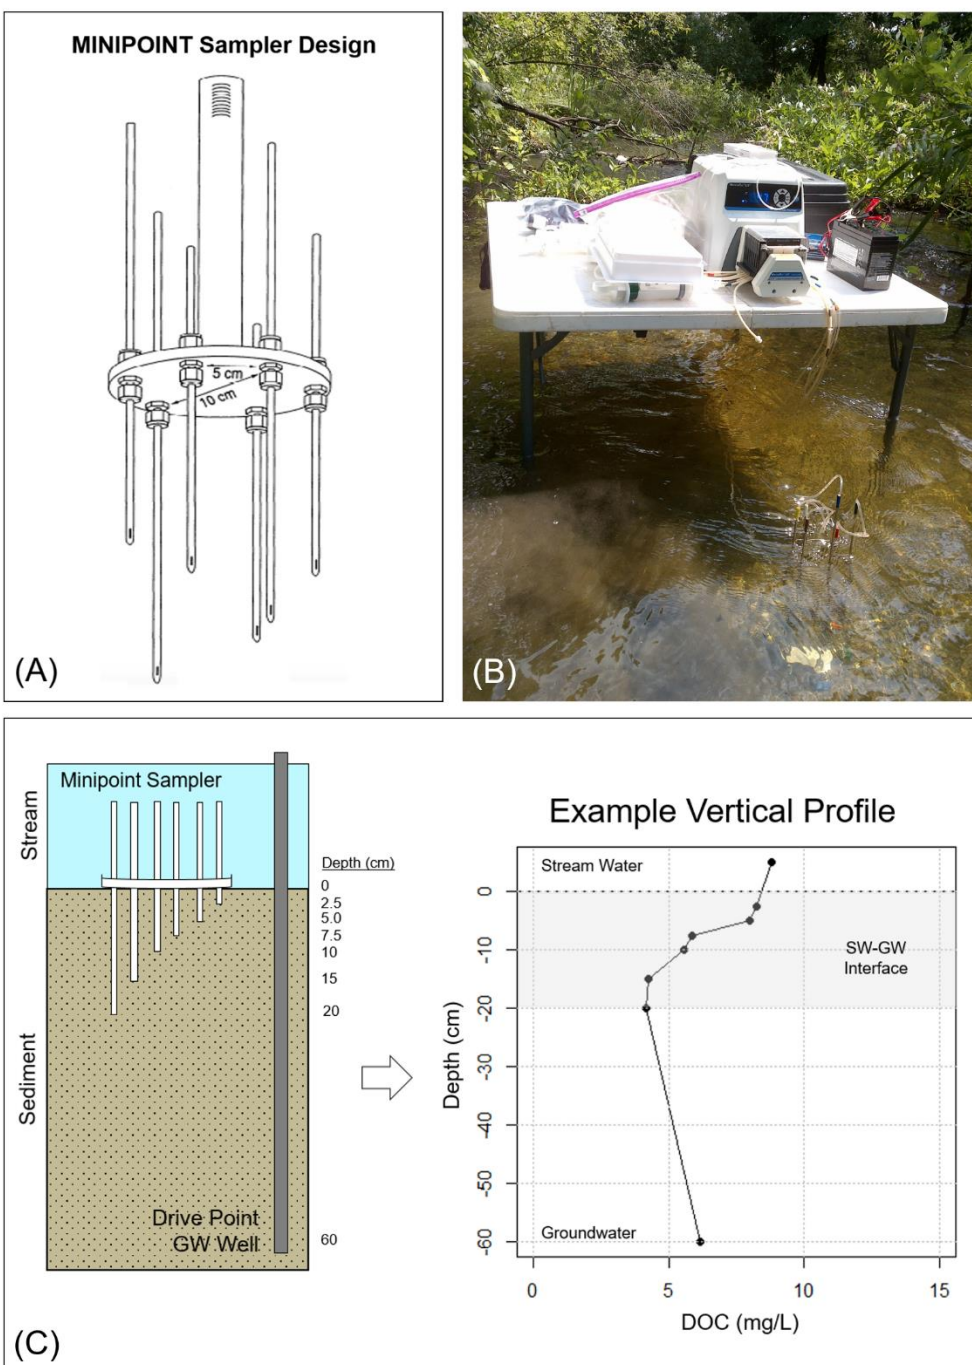 MINIPOINT Sampler Design
5 cm
10 cm
(A)
(B)
Minipoint Sampler
Stream
Sediment
Depth (cm)
0
2.5
5.0
7.5
10
15
20
60
Drive Point
GW Well
(C)
Example Vertical Profile
Stream Water
SW-GW
Interface
Groundwater
Depth (cm)
0
-10
-20
-30
-40
-50
-60
0
5
10
15
DOC (mg/L)